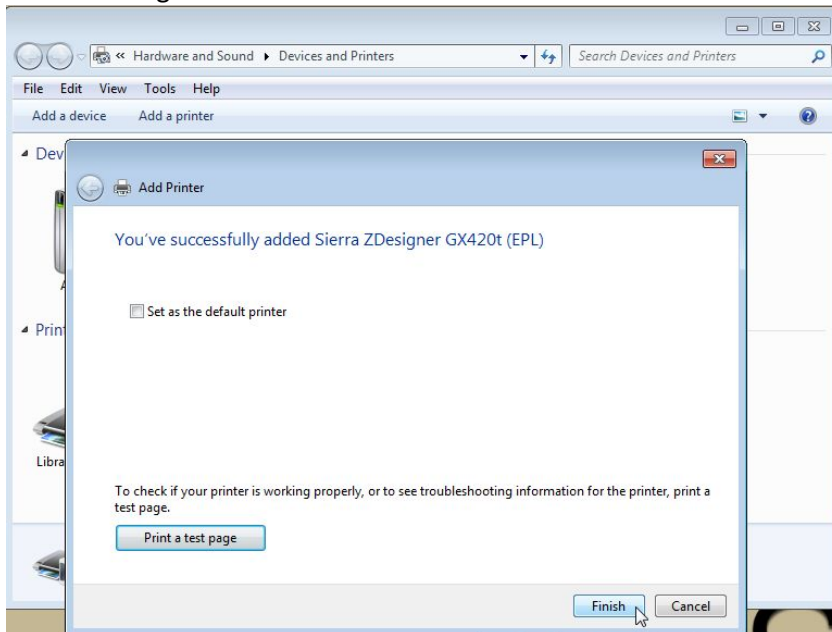 « Hardware and Sound ▸ Devices and Printers
Search Devices and Printers
File Edit View Tools Help
Add a device Add a printer
Dev
Add Printer
You've successfully added Sierra ZDesigner GX420t (EPL)
Set as the default printer
Print
Libra
To check if your printer is working properly, or to see troubleshooting information for the printer, print a
test page.
Print a test page
Finish Cancel